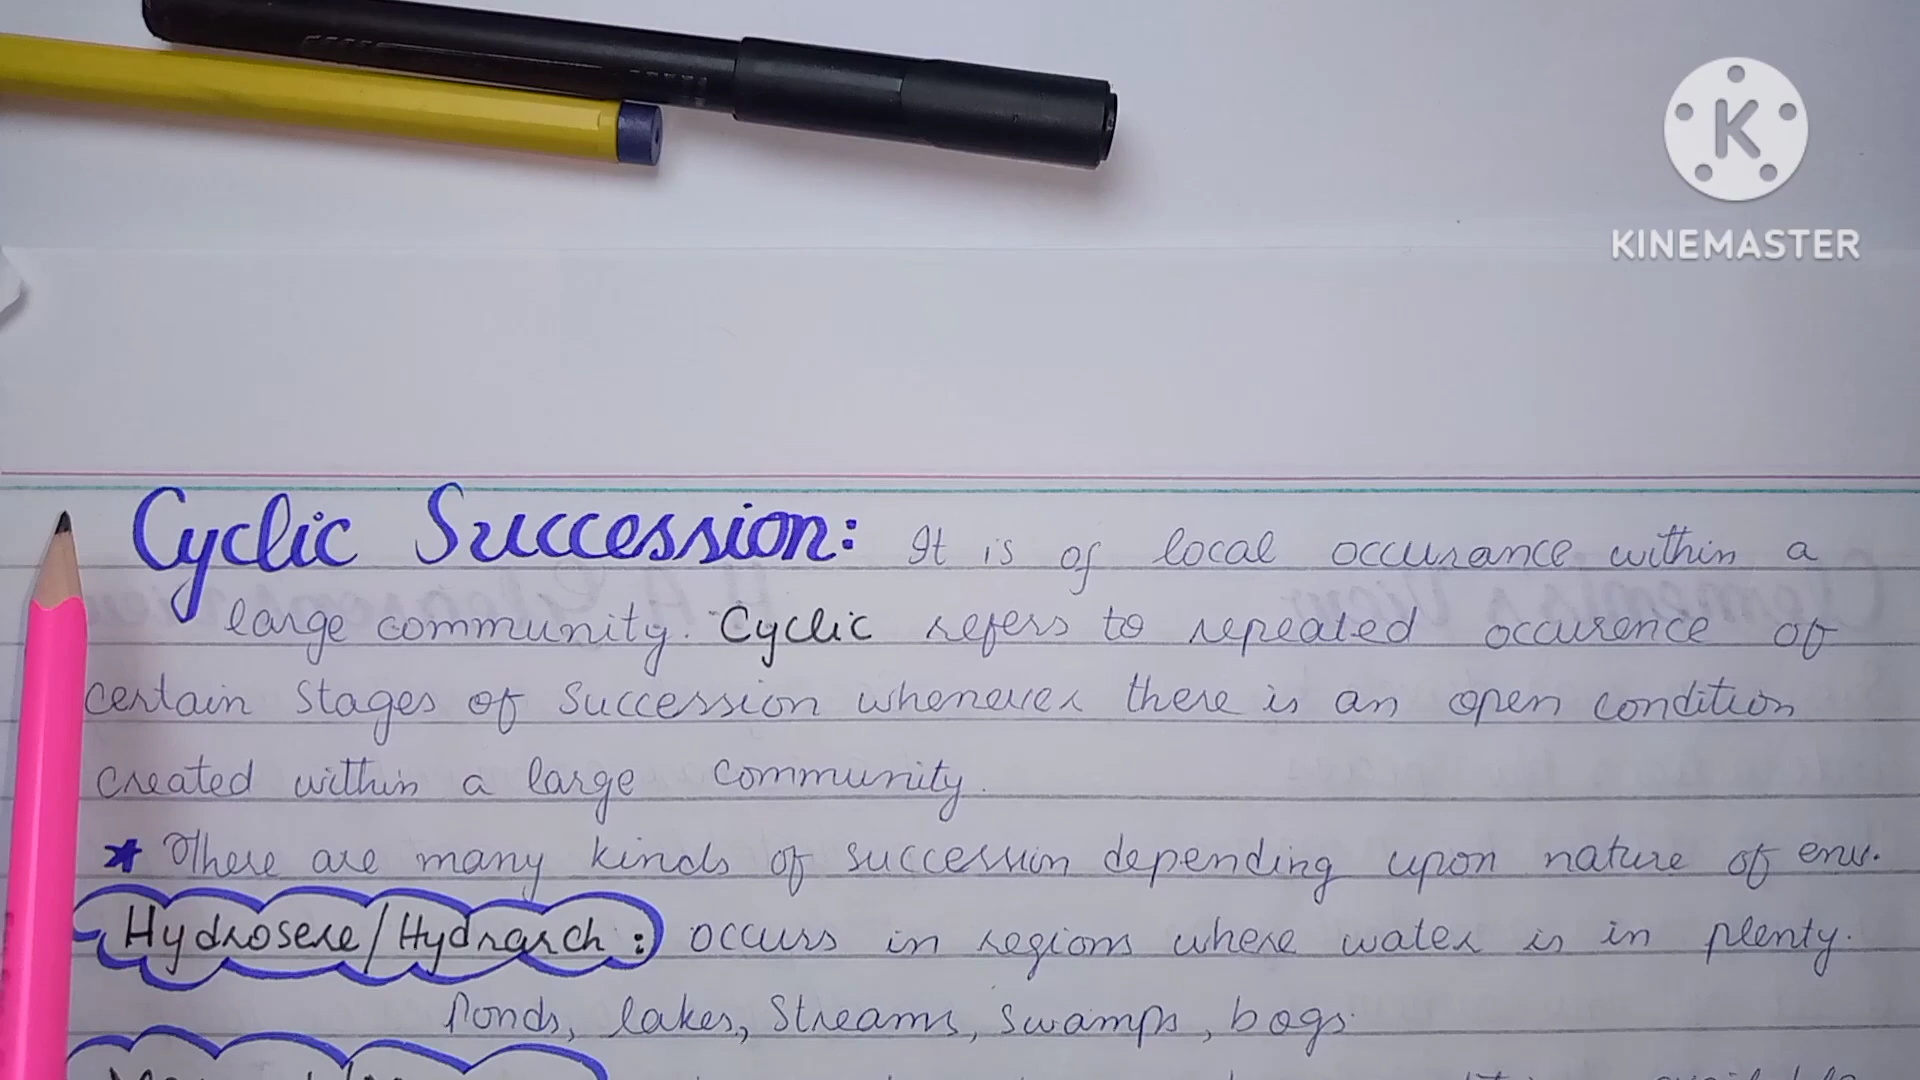 KINEMASTER
Cyclic Succession: It is of local occurance within a
large community. Cyclic refers to repeated occurence of
certain stages of succession whenever there is an open condition
created within a large community.
* There are many kinds of succession depending upon nature of env.
Hydrosere/Hydrarch: occurs in regions where water is in plenty.
Ponds, lakes, streams, swamps, bogs.